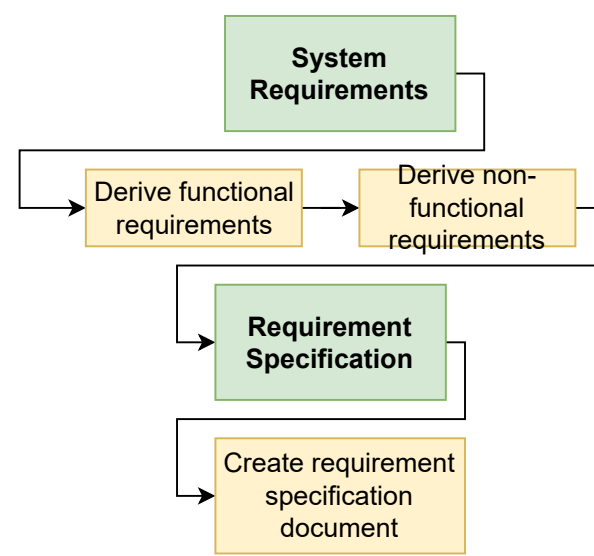 System
Requirements
Derive functional
requirements
Derive non-
functional
requirements
Requirement
Specification
Create requirement
specification
document